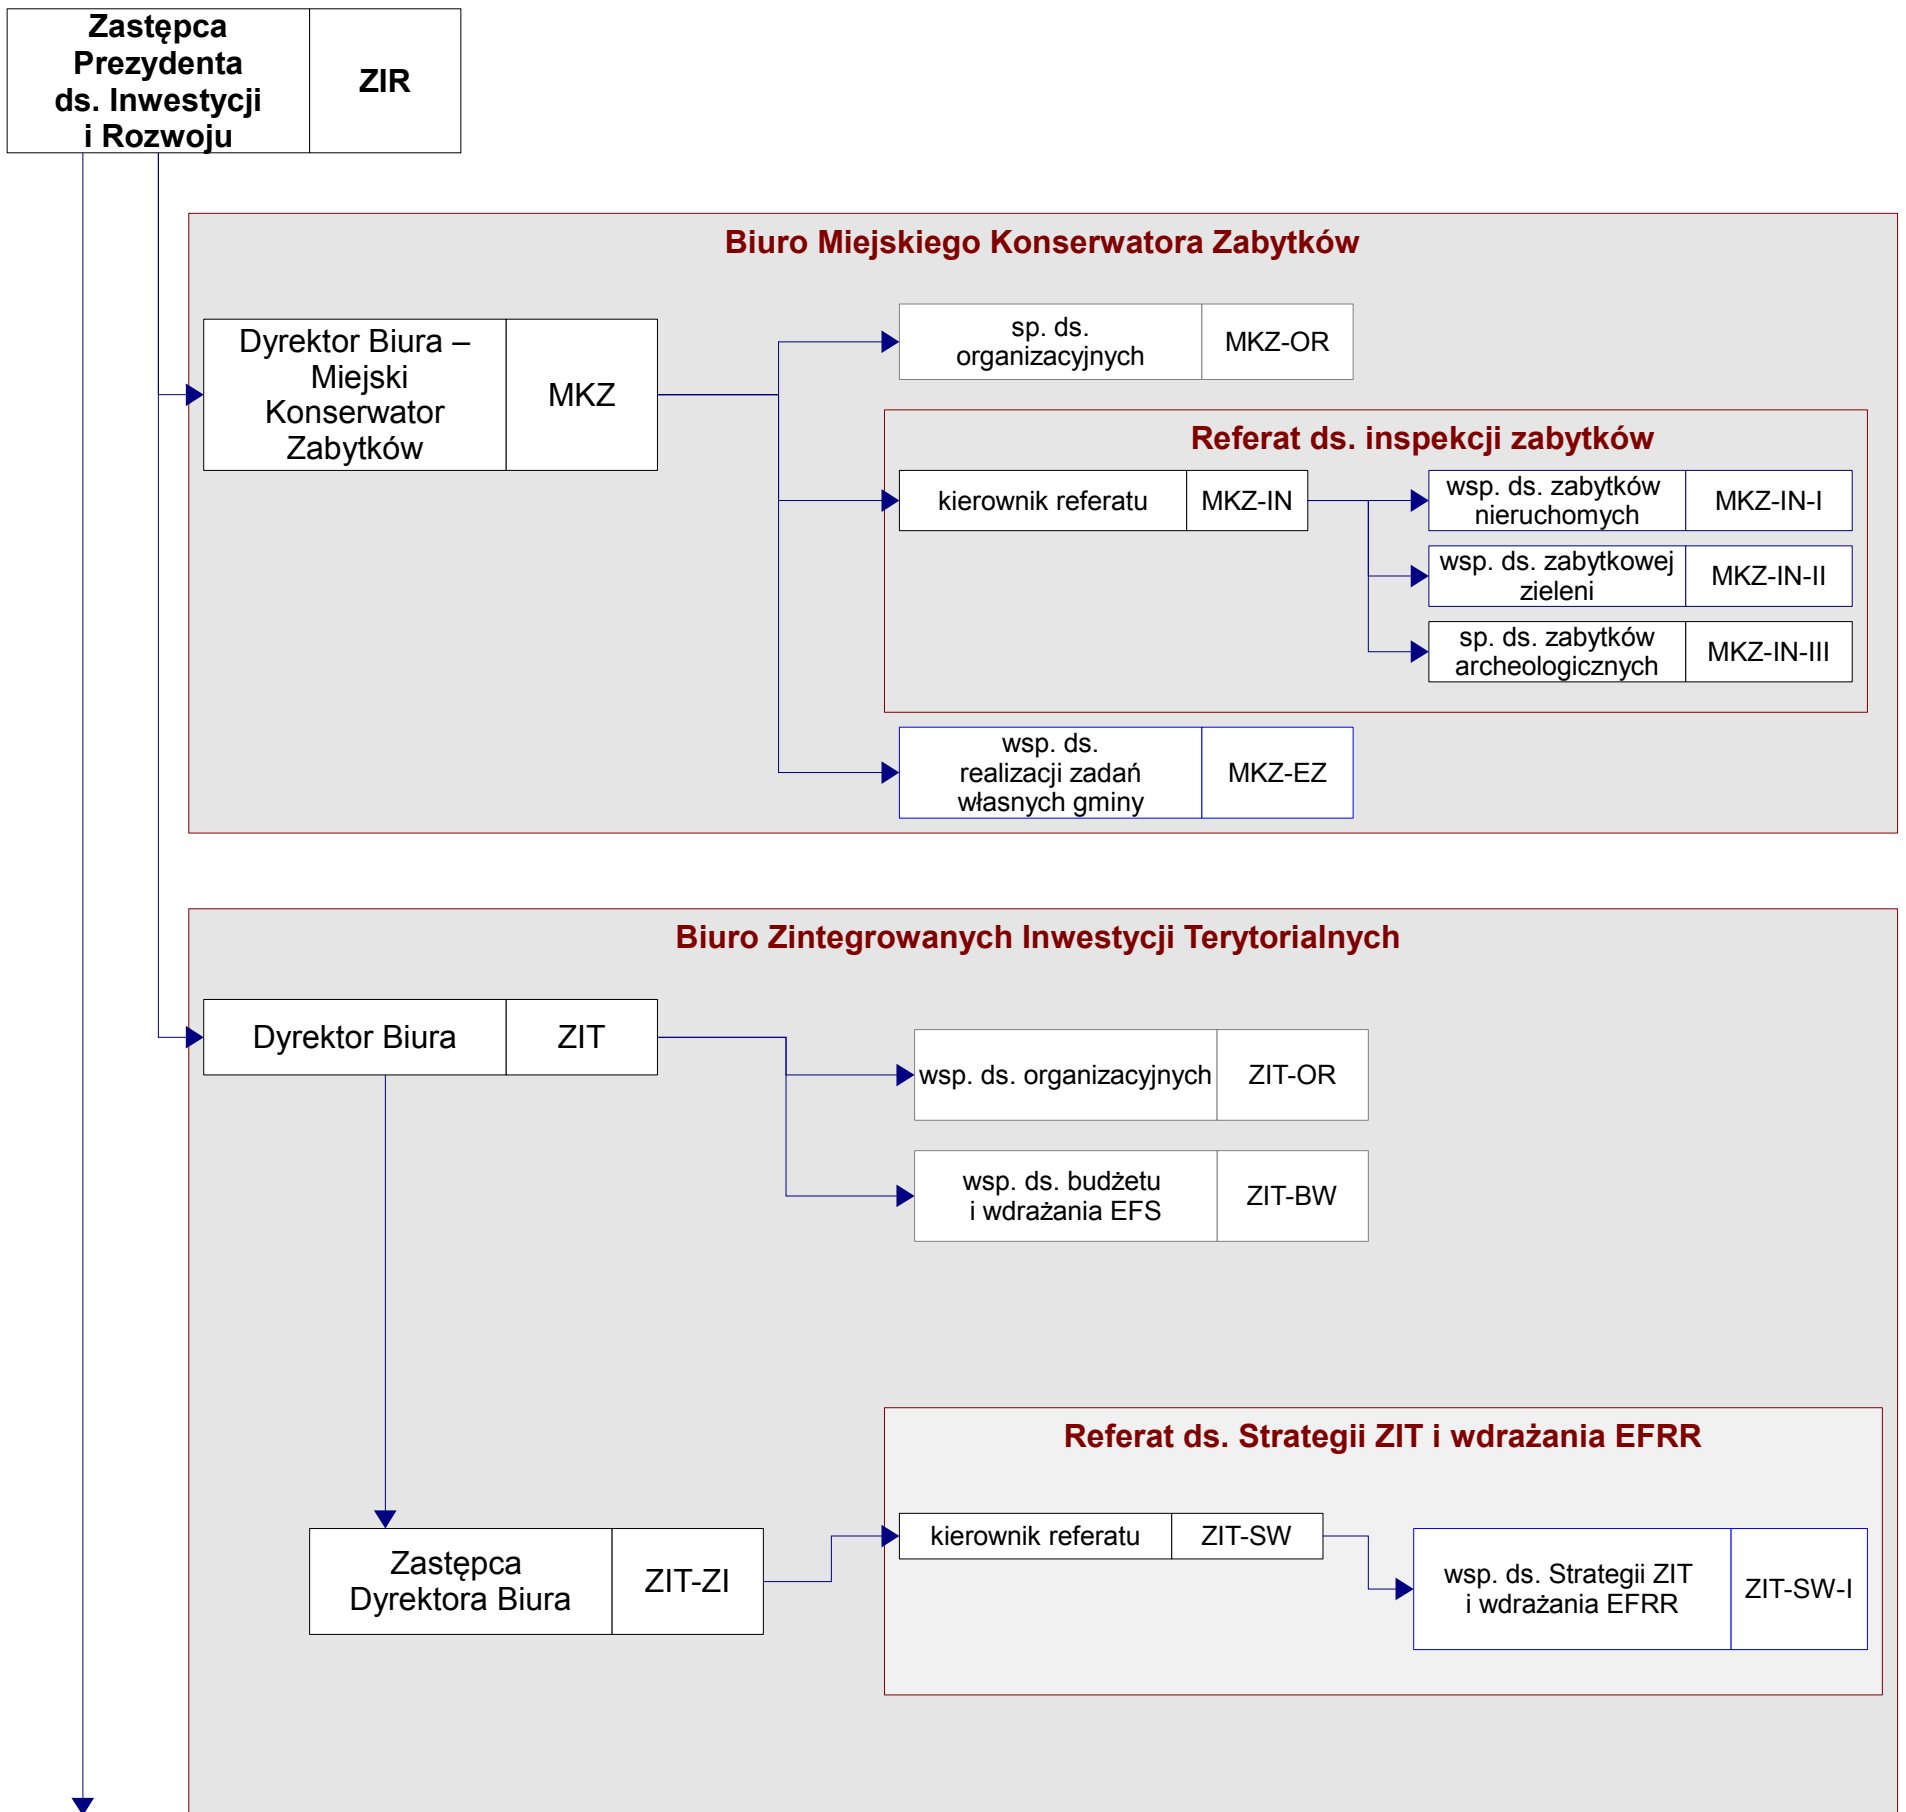 Zastępca
Prezydenta
ds. Inwestycji
i Rozwoju
ZIR
Biuro Miejskiego Konserwatora Zabytków
Dyrektor Biura –
Miejski
Konserwator
Zabytków
MKZ
sp. ds.
organizacyjnych
MKZ-OR
Referat ds. inspekcji zabytków
kierownik referatu
MKZ-IN
wsp. ds. zabytków
nieruchomych
MKZ-IN-I
wsp. ds. zabytkowej
zieleni
MKZ-IN-II
sp. ds. zabytków
archeologicznych
MKZ-IN-III
wsp. ds.
realizacji zadań
własnych gminy
MKZ-EZ
Biuro Zintegrowanych Inwestycji Terytorialnych
Dyrektor Biura
ZIT
wsp. ds. organizacyjnych
ZIT-OR
wsp. ds. budżetu
i wdrażania EFS
ZIT-BW
Referat ds. Strategii ZIT i wdrażania EFRR
Zastępca
Dyrektora Biura
ZIT-ZI
kierownik referatu
ZIT-SW
wsp. ds. Strategii ZIT
i wdrażania EFRR
ZIT-SW-I